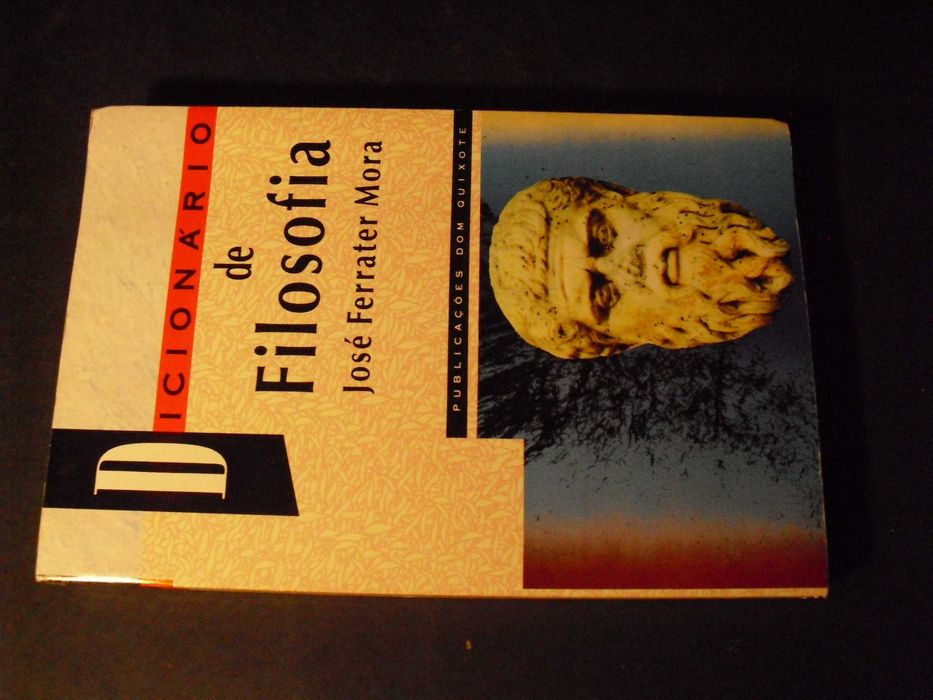 DICIONÁRIO
de
Filosofia
José Ferrater Mora
PUBLICAÇÕES DOM QUIXOTE